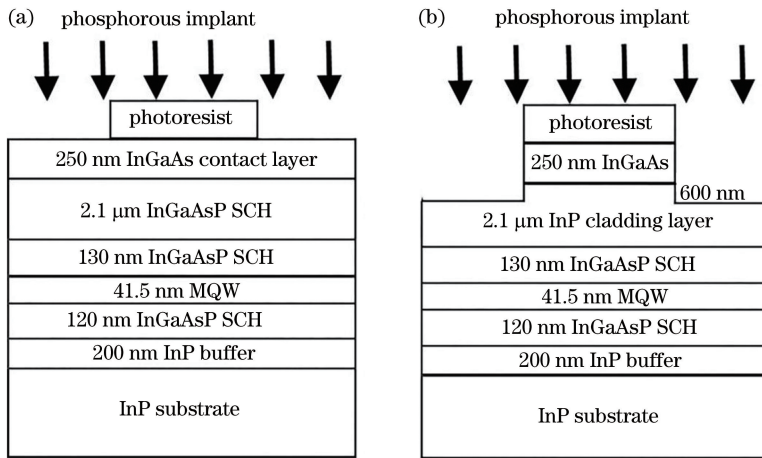 (a)
phosphorous implant
photoresist
250 nm InGaAs contact layer
2.1 μm InGaAsP SCH
130 nm InGaAsP SCH
41.5 nm MQW
120 nm InGaAsP SCH
200 nm InP buffer
InP substrate
(b)
phosphorous implant
photoresist
250 nm InGaAs
600 nm
2.1 μm InP cladding layer
130 nm InGaAsP SCH
41.5 nm MQW
120 nm InGaAsP SCH
200 nm InP buffer
InP substrate